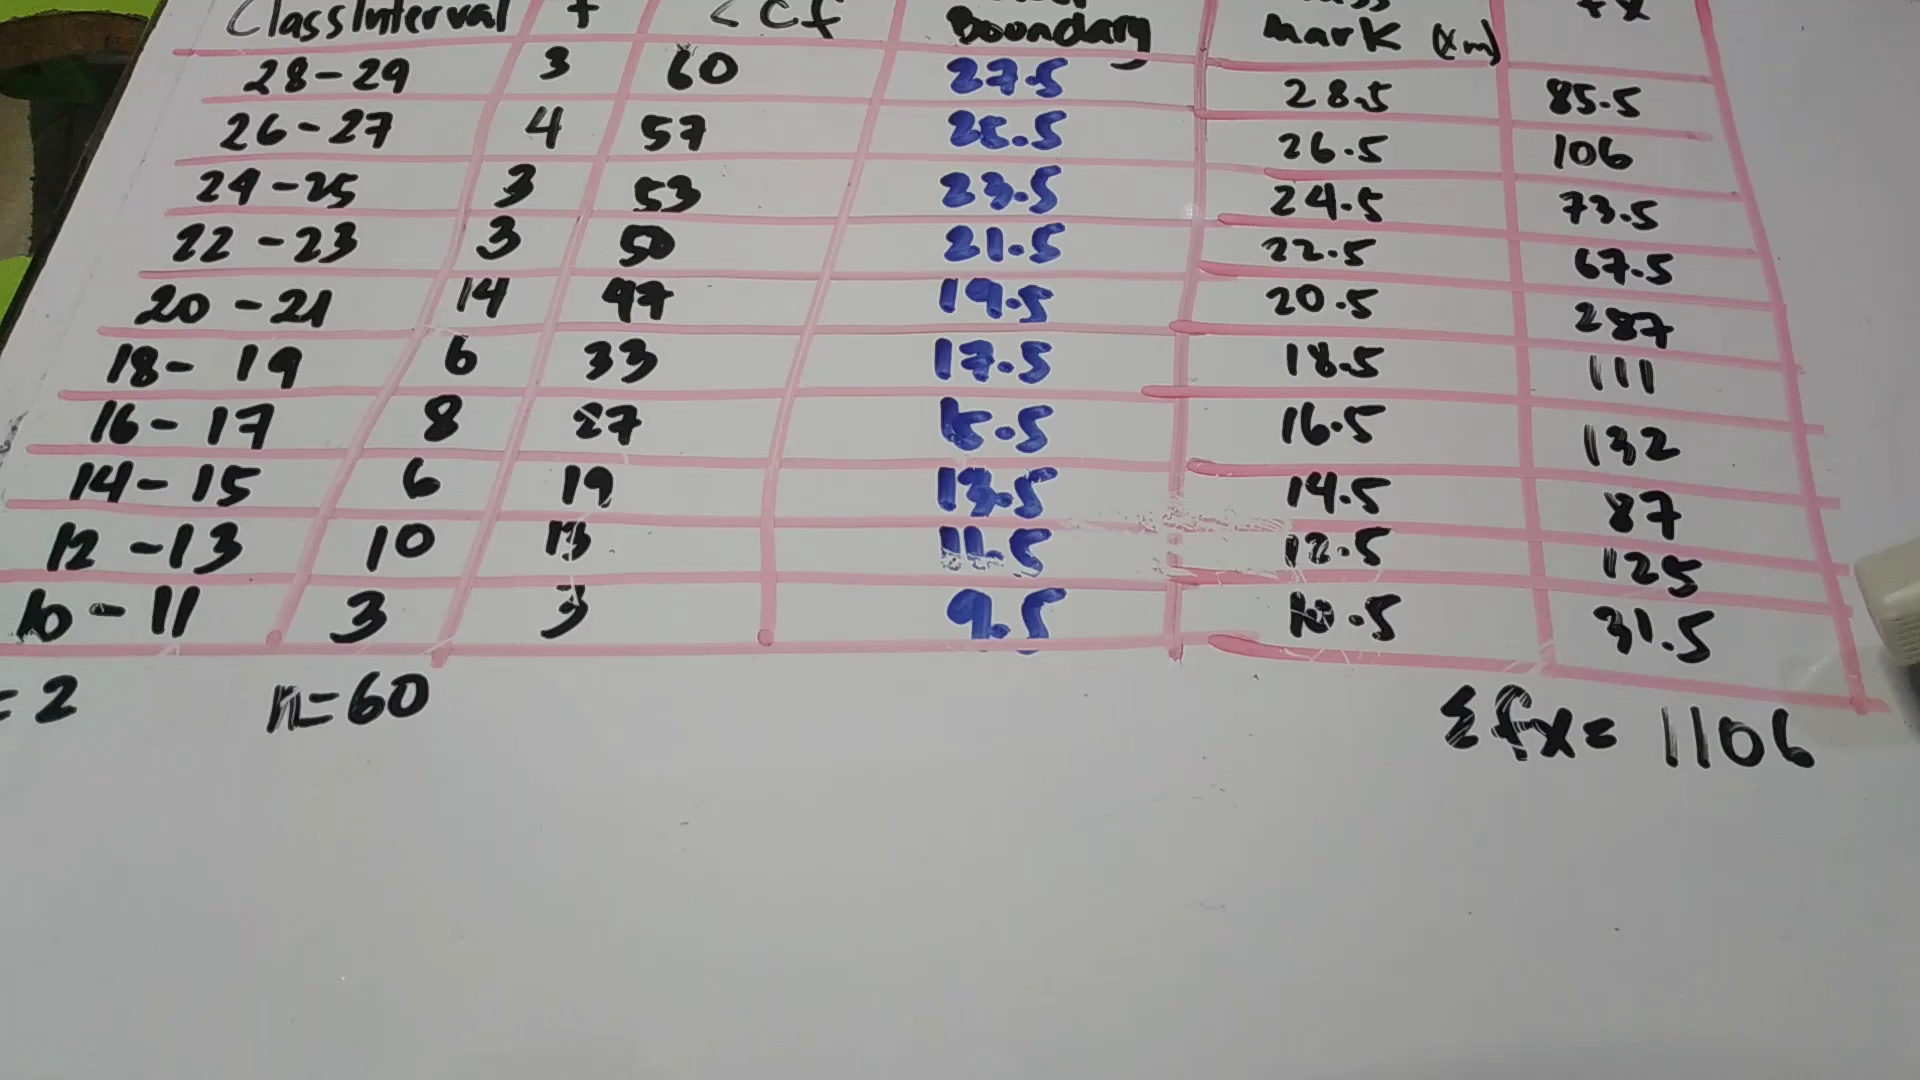 Class Interval f <cf Boundary Mark (xm) fx
28-29 3 60 27.5 28.5 85.5
26-27 4 57 25.5 26.5 106
24-25 3 53 23.5 24.5 73.5
22-23 3 50 21.5 22.5 67.5
20-21 14 47 19.5 20.5 287
18-19 6 33 17.5 18.5 111
16-17 8 27 15.5 16.5 132
14-15 6 19 13.5 14.5 87
12-13 10 13 11.5 12.5 125
10-11 3 3 9.5 10.5 31.5
= 2 n=60 Σfx= 1106